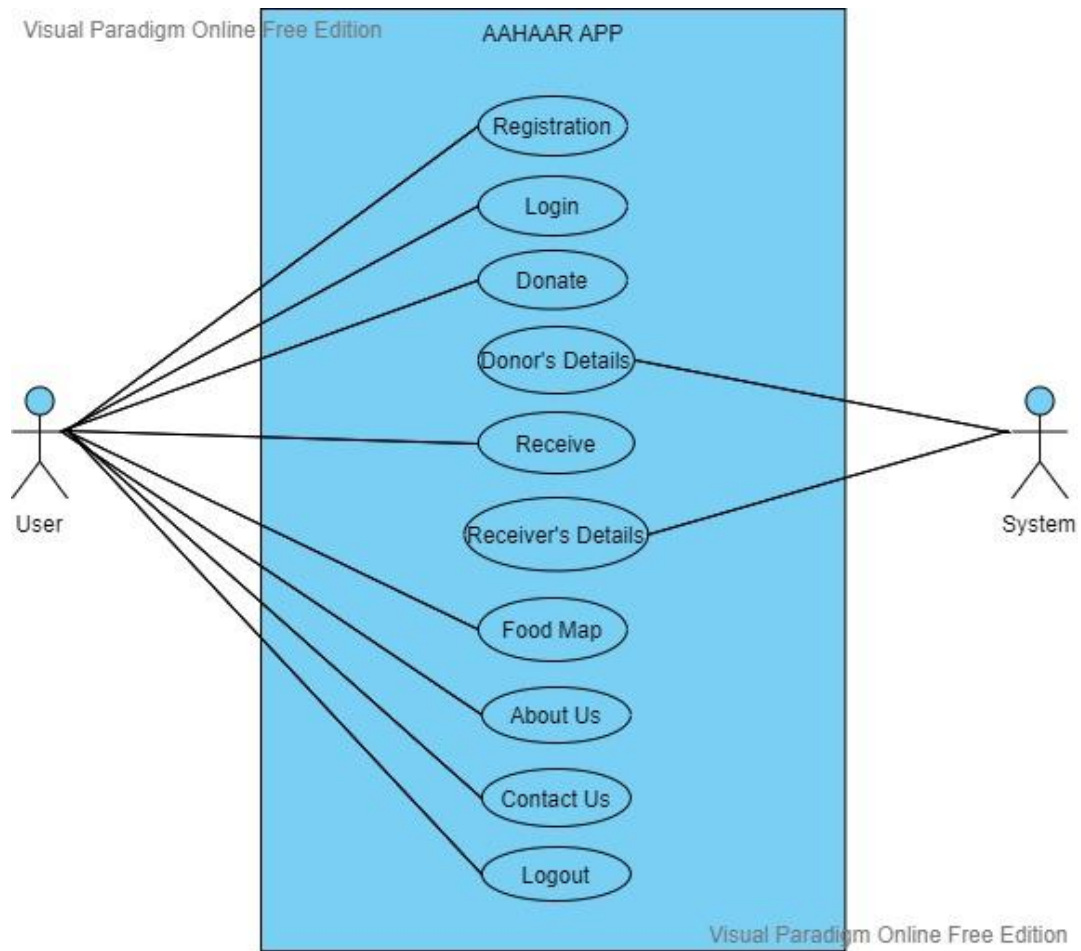 Visual Paradigm Online Free Edition
AAHAAR APP
Registration
Login
Donate
Donor's Details
Receive
Receiver's Details
User
System
Food Map
About Us
Contact Us
Logout
Visual Paradigm Online Free Edition